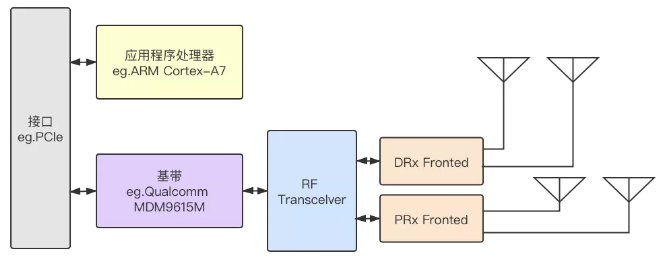 接口
eg.PCIe
应用程序处理器
eg.ARM Cortex-A7
基带
eg.Qualcomm
MDM9615M
RF
Transcelver
DRx Fronted
PRx Fronted